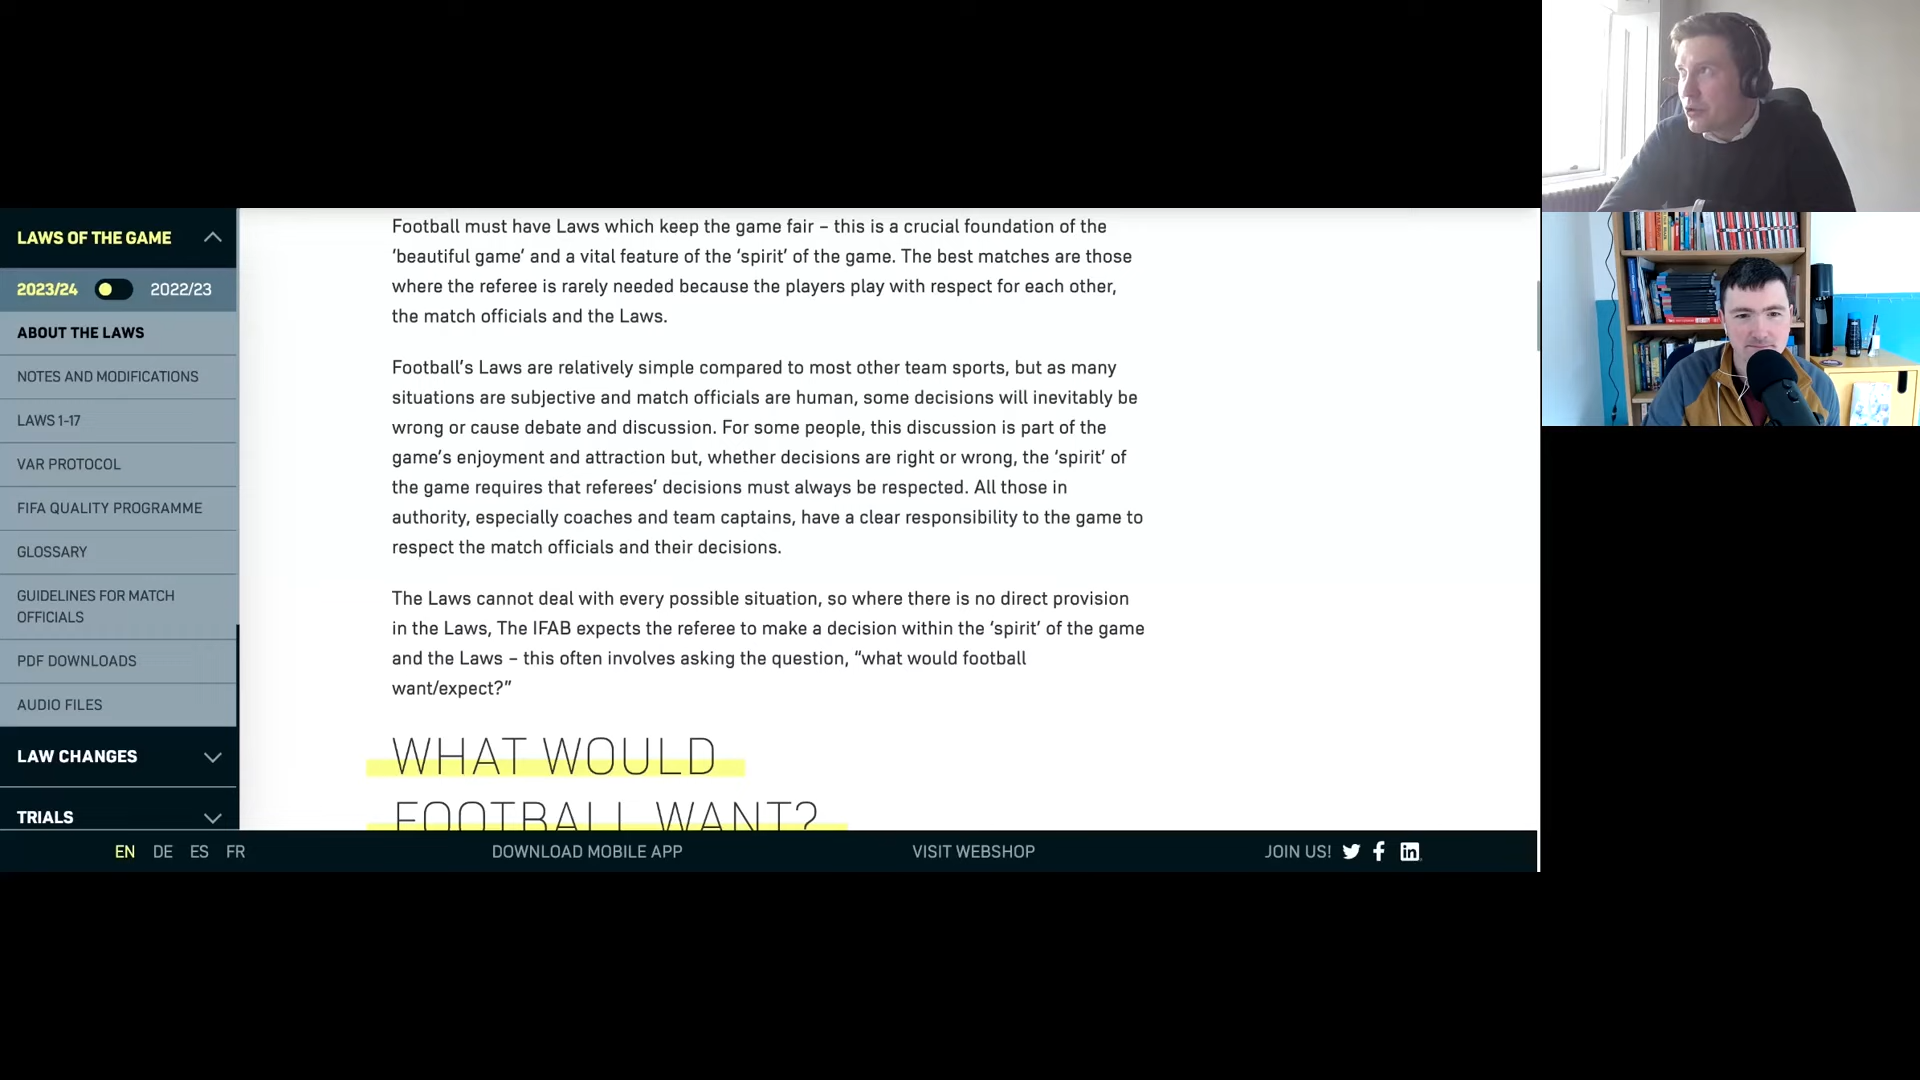 LAWS OF THE GAME
2023/24 2022/23
ABOUT THE LAWS
NOTES AND MODIFICATIONS
LAWS 1-17
VAR PROTOCOL
FIFA QUALITY PROGRAMME
GLOSSARY
GUIDELINES FOR MATCH
OFFICIALS
PDF DOWNLOADS
AUDIO FILES
LAW CHANGES
TRIALS
Football must have Laws which keep the game fair – this is a crucial foundation of the
‘beautiful game’ and a vital feature of the ‘spirit’ of the game. The best matches are those
where the referee is rarely needed because the players play with respect for each other,
the match officials and the Laws.
Football’s Laws are relatively simple compared to most other team sports, but as many
situations are subjective and match officials are human, some decisions will inevitably be
wrong or cause debate and discussion. For some people, this discussion is part of the
game’s enjoyment and attraction but, whether decisions are right or wrong, the ‘spirit’ of
the game requires that referees’ decisions must always be respected. All those in
authority, especially coaches and team captains, have a clear responsibility to the game to
respect the match officials and their decisions.
The Laws cannot deal with every possible situation, so where there is no direct provision
in the Laws, The IFAB expects the referee to make a decision within the ‘spirit’ of the game
and the Laws – this often involves asking the question, “what would football
want/expect?”
WHAT WOULD
FOOTBALL WANT?
EN DE ES FR DOWNLOAD MOBILE APP VISIT WEBSHOP JOIN US!